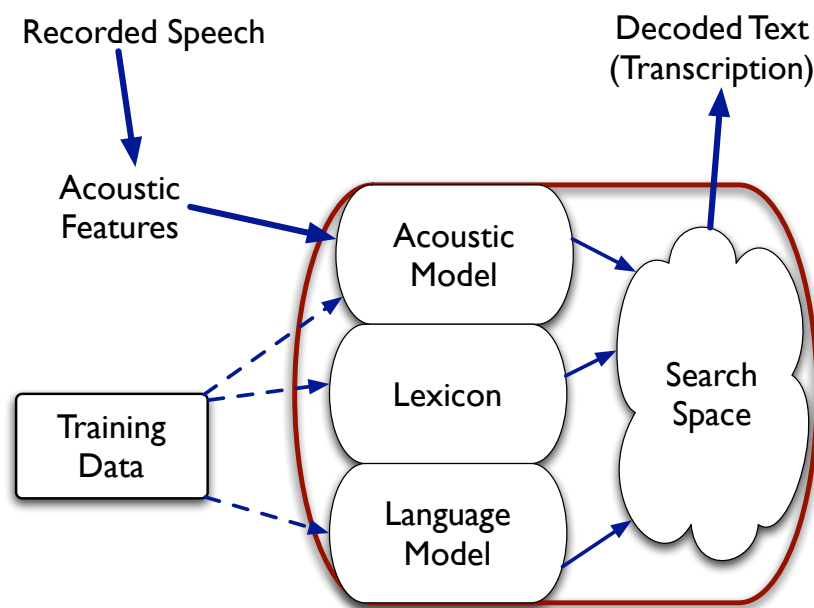 Recorded Speech
Decoded Text
(Transcription)
Acoustic
Features
Acoustic
Model
Lexicon
Search
Space
Training
Data
Language
Model